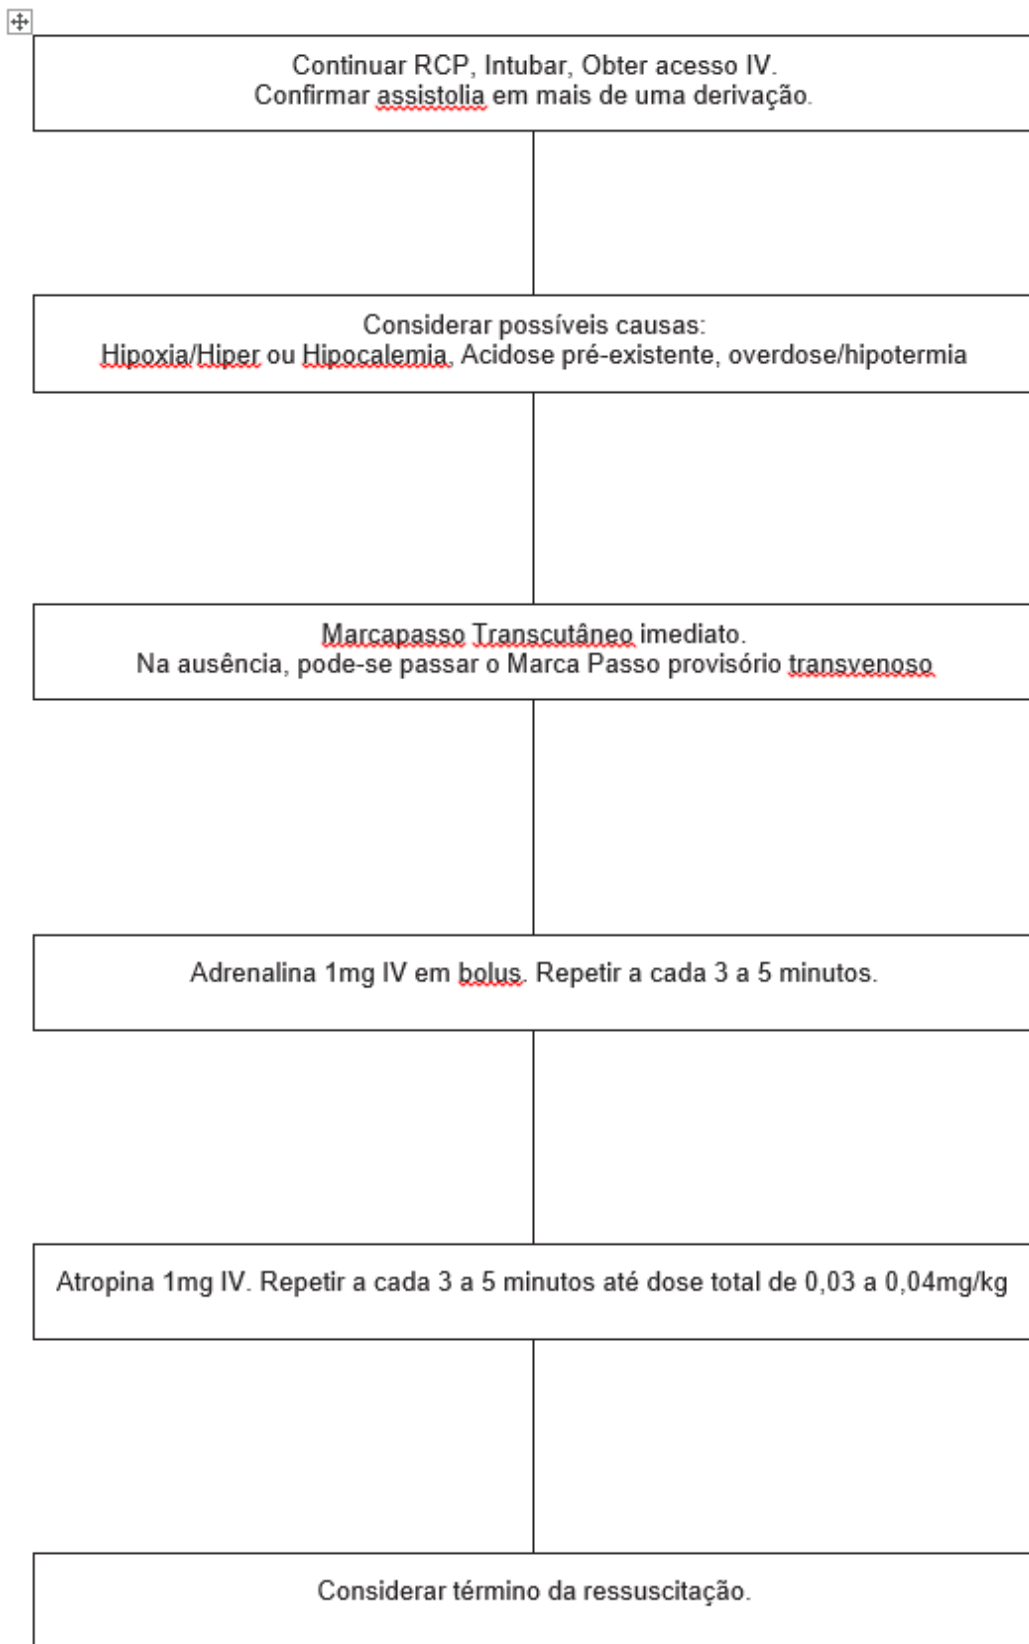 Continuar RCP, Intubar, Obter acesso IV.
Confirmar assistolia em mais de uma derivação.
Considerar possíveis causas:
Hipoxia/Hiper ou Hipocalemia, Acidose pré-existente, overdose/hipotermia
Marcapasso Transcutâneo imediato.
Na ausência, pode-se passar o Marca Passo provisório transvenoso
Adrenalina 1mg IV em bolus. Repetir a cada 3 a 5 minutos.
Atropina 1mg IV. Repetir a cada 3 a 5 minutos até dose total de 0,03 a 0,04mg/kg
Considerar término da ressuscitação.